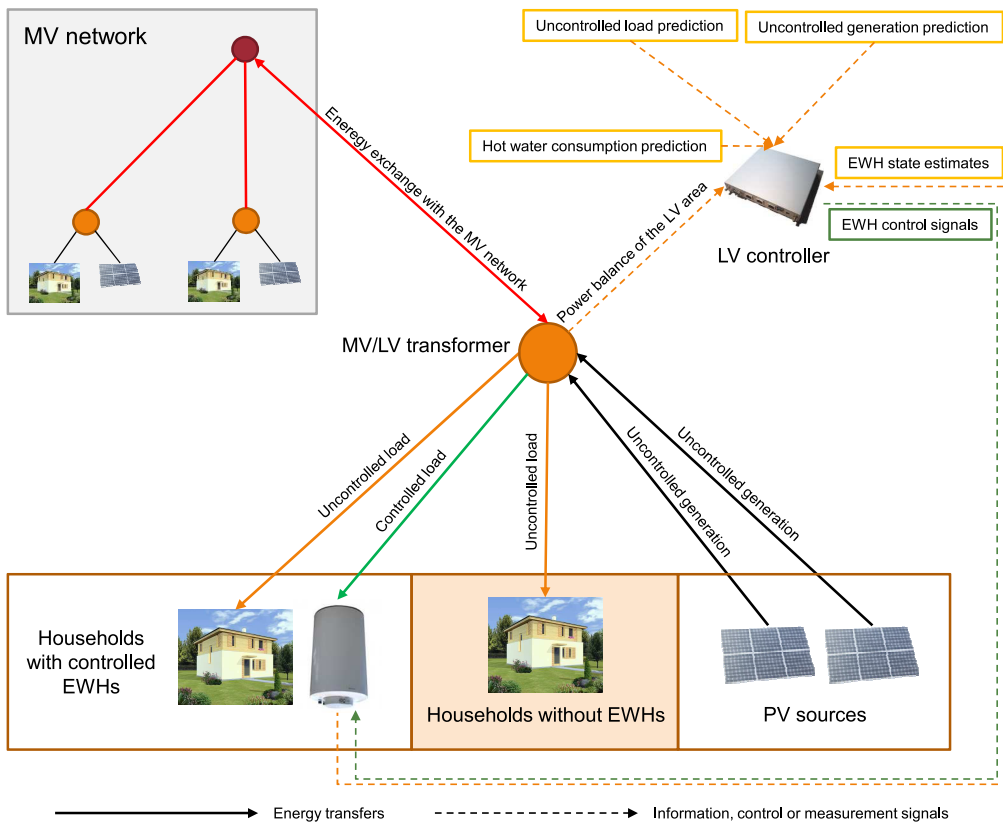 MV network
Uncontrolled load prediction
Uncontrolled generation prediction
Hot water consumption prediction
EWH state estimates
EWH control signals
LV controller
Eneregy exchange with the MV network
Power balance of the LV area
MV/LV transformer
Uncontrolled load
Controlled load
Uncontrolled load
Uncontrolled generation
Uncontrolled generation
Households
with controlled
EWHs
Households without EWHs
PV sources
Energy transfers
Information, control or measurement signals